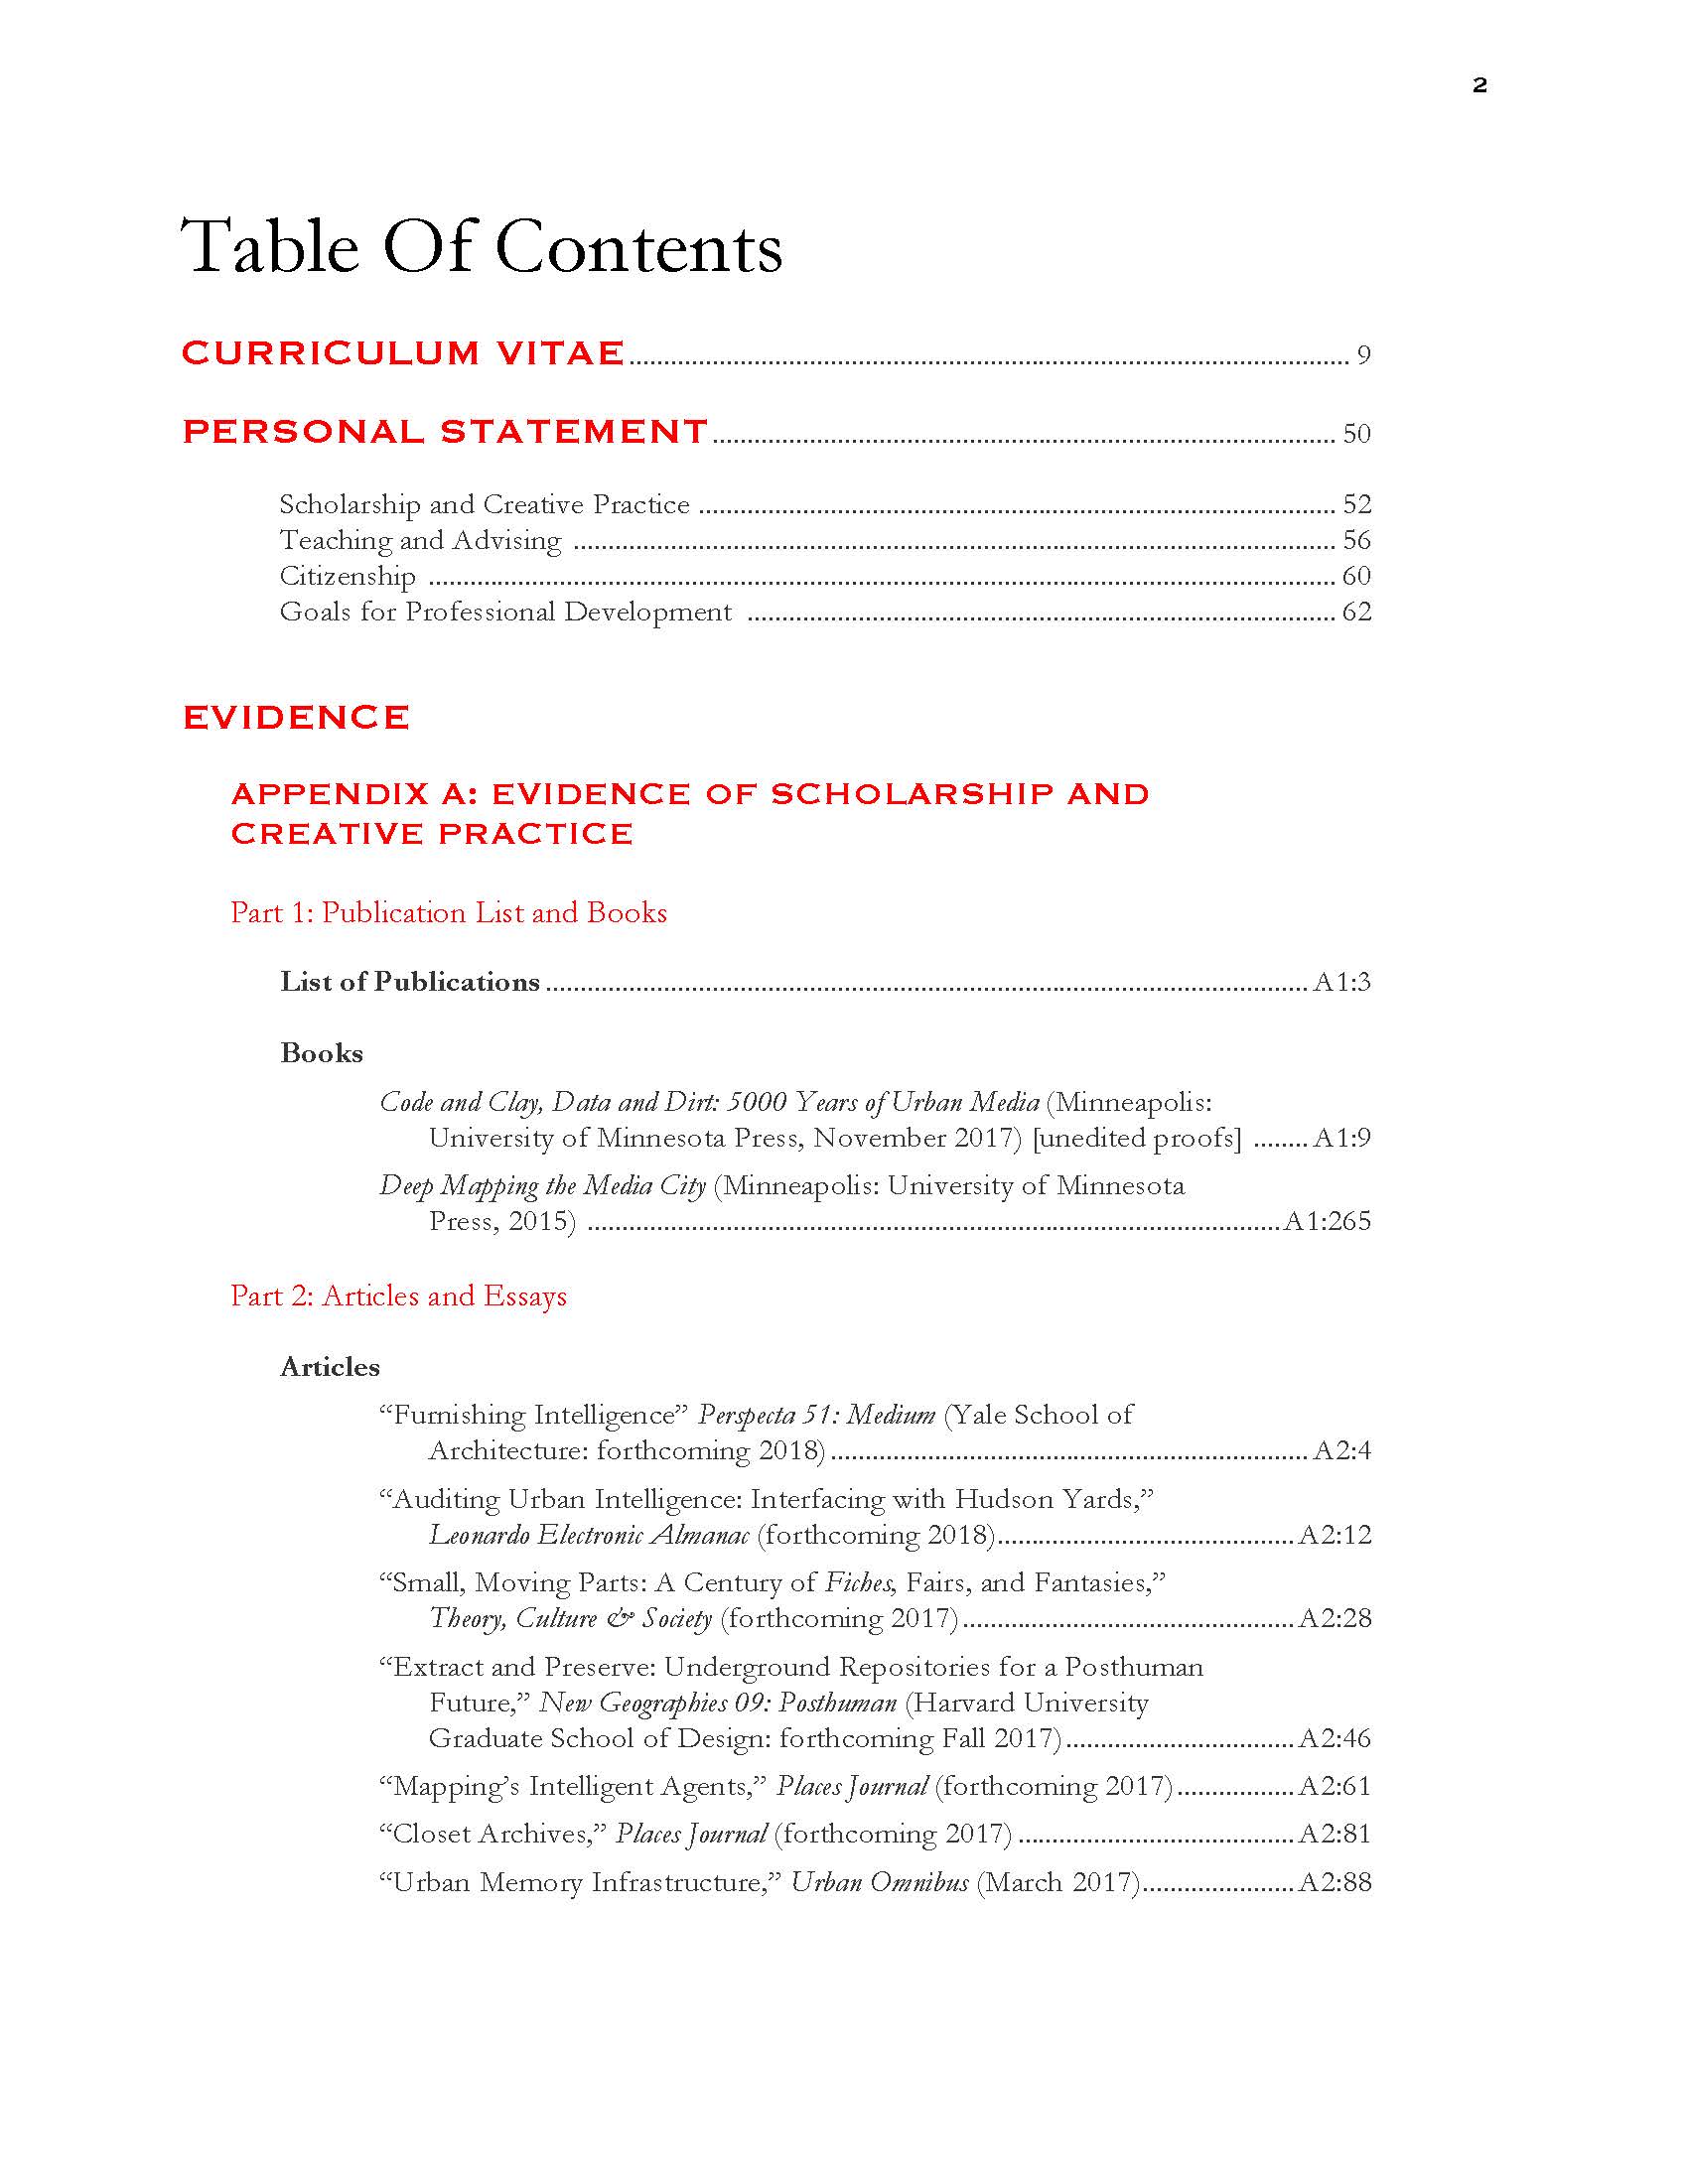 2
Table Of Contents
CURRICULUM VITAE........................................................................................................ 9
PERSONAL STATEMENT.......................................................................................... 50
Scholarship and Creative Practice ............................................................................................ 52
Teaching and Advising .............................................................................................................. 56
Citizenship ................................................................................................................................... 60
Goals for Professional Development ..................................................................................... 62
EVIDENCE
APPENDIX A: EVIDENCE OF SCHOLARSHIP AND
CREATIVE PRACTICE
Part 1: Publication List and Books
List of Publications.............................................................................................................. A1:3
Books
Code and Clay, Data and Dirt: 5000 Years of Urban Media (Minneapolis:
University of Minnesota Press, November 2017) [unedited proofs] ........ A1:9
Deep Mapping the Media City (Minneapolis: University of Minnesota
Press, 2015) ....................................................................................................A1:265
Part 2: Articles and Essays
Articles
“Furnishing Intelligence” Perspecta 51: Medium (Yale School of
Architecture: forthcoming 2018)..................................................................... A2:4
“Auditing Urban Intelligence: Interfacing with Hudson Yards,”
Leonardo Electronic Almanac (forthcoming 2018)........................................... A2:12
“Small, Moving Parts: A Century of Fiches, Fairs, and Fantasies,”
Theory, Culture & Society (forthcoming 2017)................................................ A2:28
“Extract and Preserve: Underground Repositories for a Posthuman
Future,” New Geographies 09: Posthuman (Harvard University
Graduate School of Design: forthcoming Fall 2017)................................. A2:46
“Mapping’s Intelligent Agents,” Places Journal (forthcoming 2017)................. A2:61
“Closet Archives,” Places Journal (forthcoming 2017)........................................ A2:81
“Urban Memory Infrastructure,” Urban Omnibus (March 2017)...................... A2:88